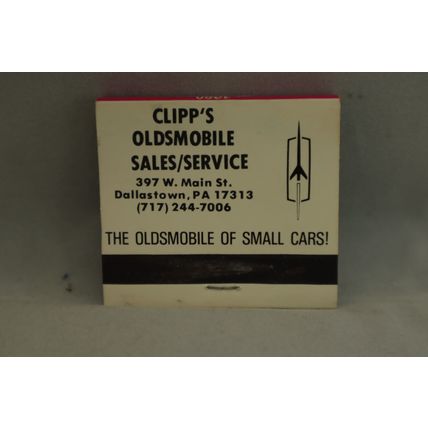 CLIPP'S
OLDSMOBILE
SALES/SERVICE
397 W. Main St.
Dallastown, PA 17313
(717) 244-7006
THE OLDSMOBILE OF SMALL CARS!